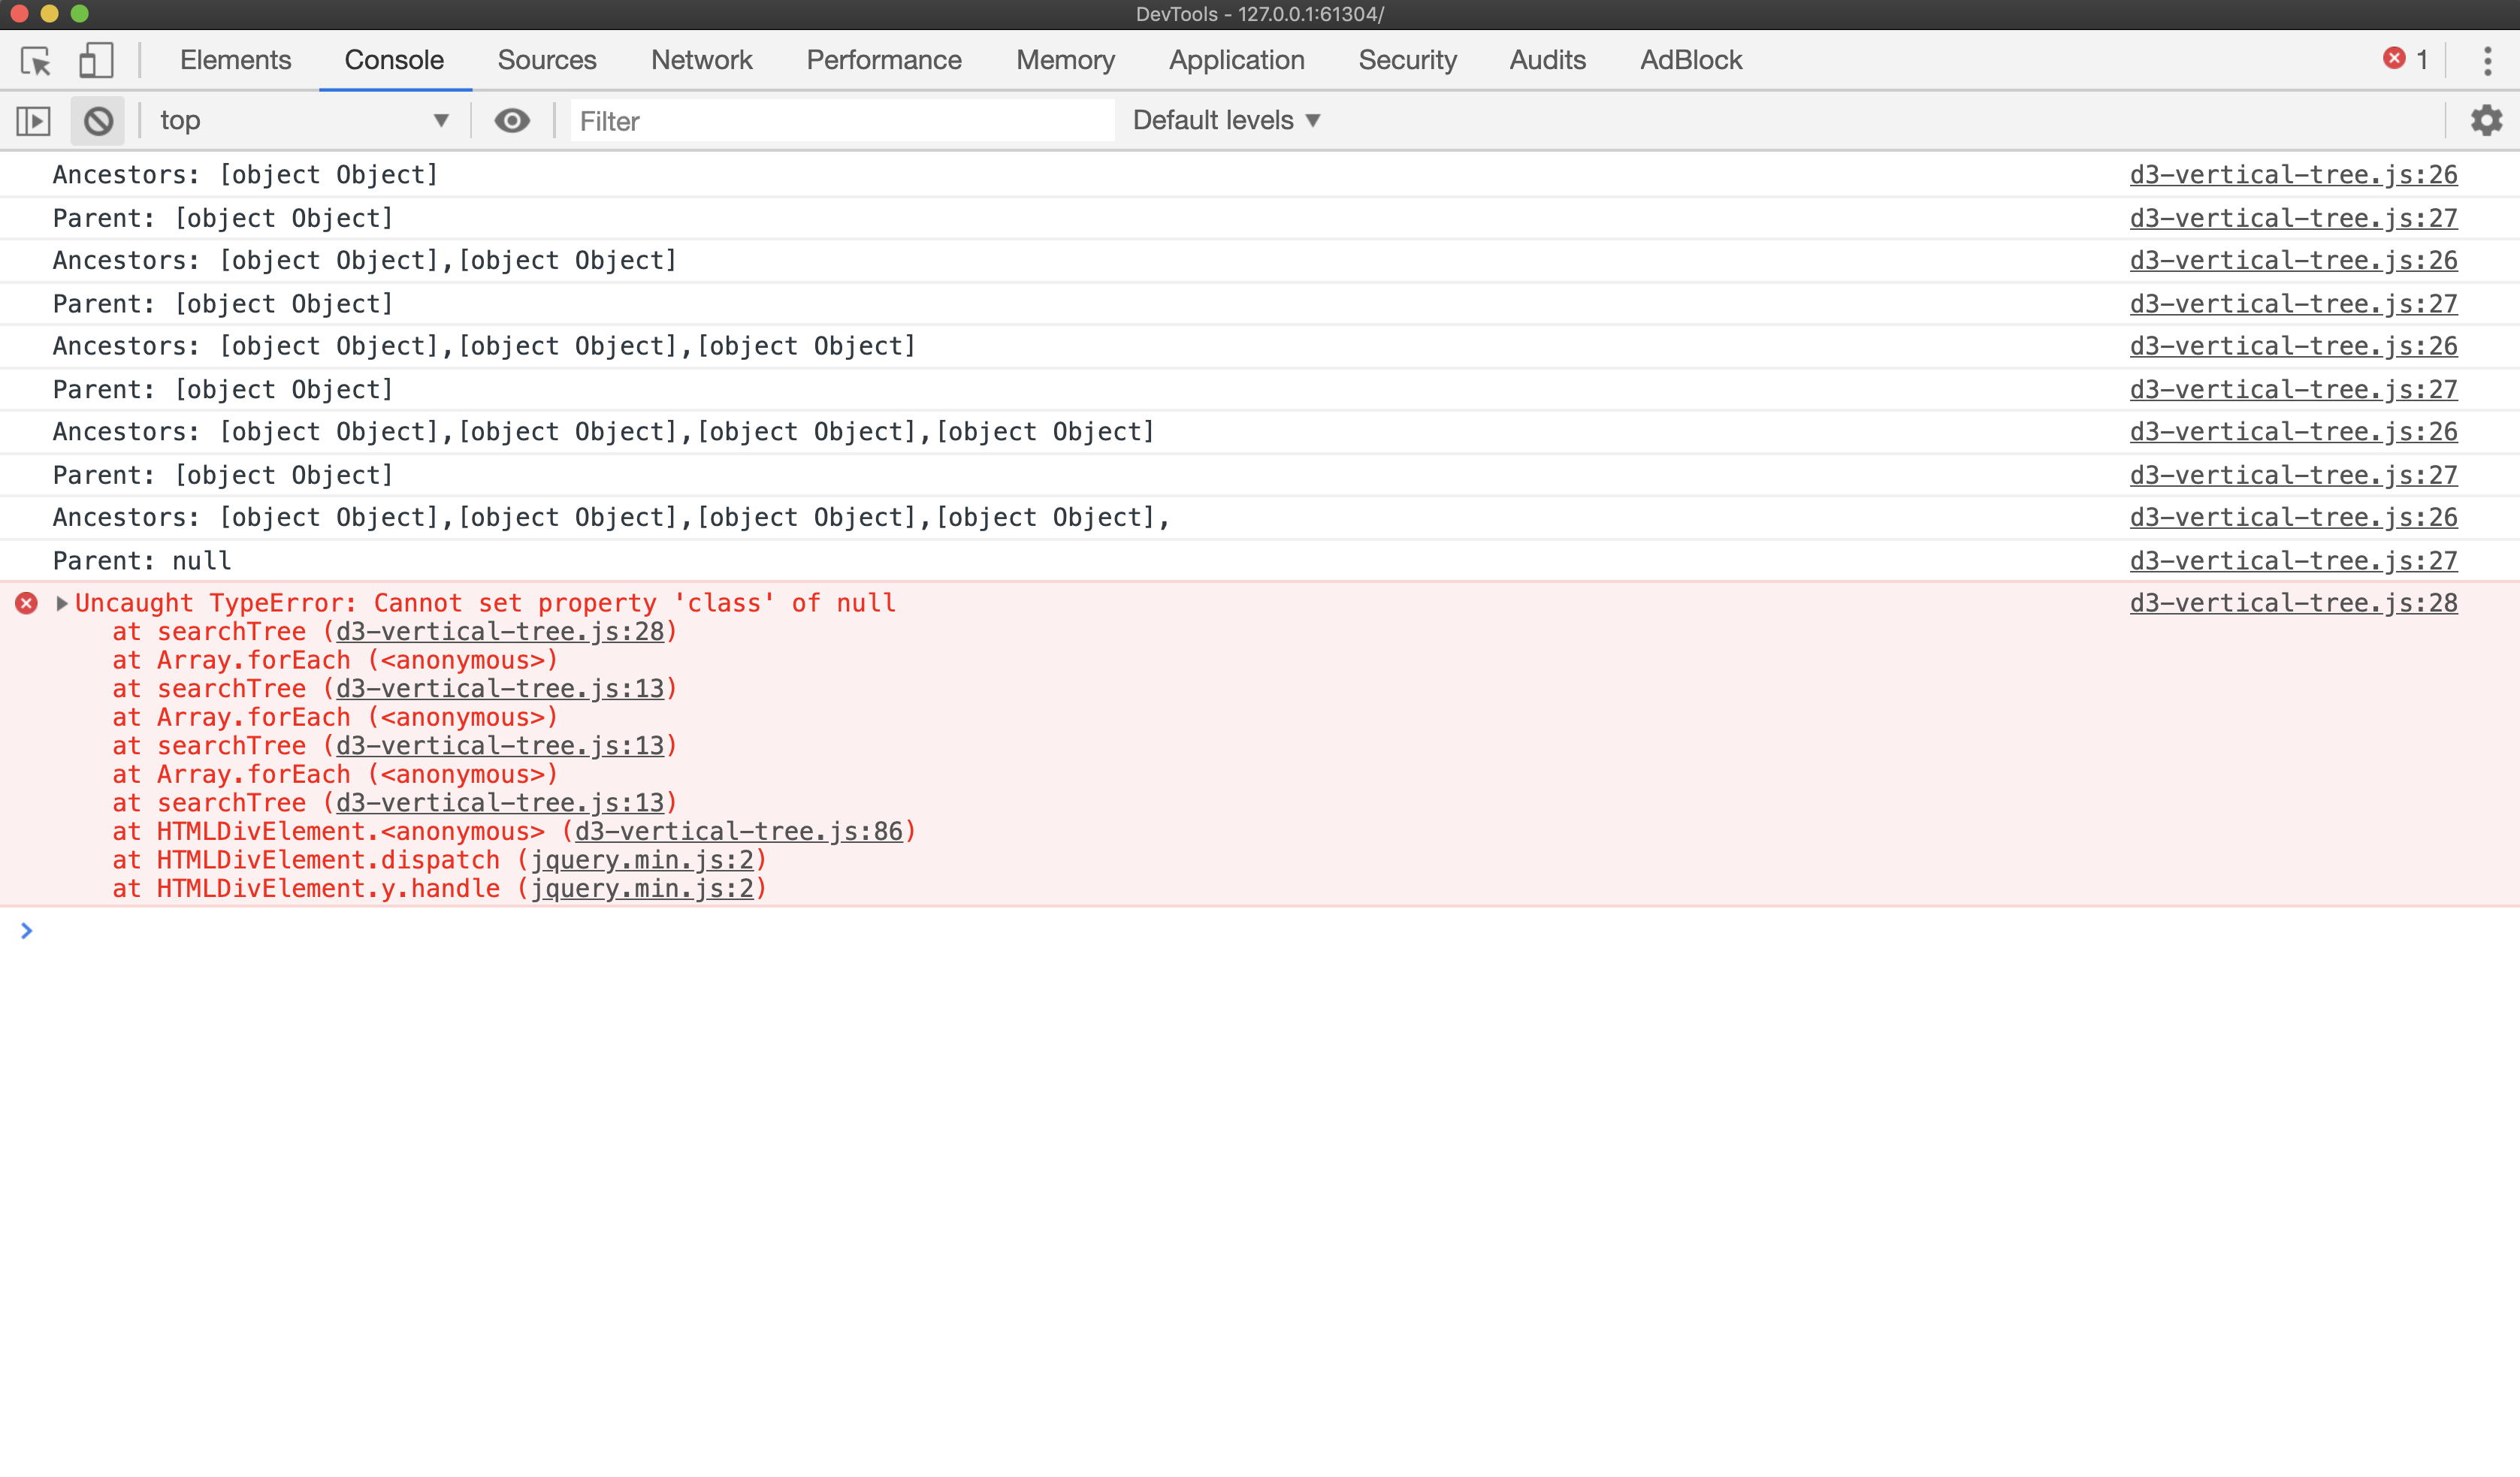 DevTools - 127.0.0.1:61304/
Elements Console Sources Network Performance Memory Application Security Audits AdBlock 1
top Filter Default levels
Ancestors: [object Object] d3-vertical-tree.js:26
Parent: [object Object] d3-vertical-tree.js:27
Ancestors: [object Object],[object Object] d3-vertical-tree.js:26
Parent: [object Object] d3-vertical-tree.js:27
Ancestors: [object Object],[object Object],[object Object] d3-vertical-tree.js:26
Parent: [object Object] d3-vertical-tree.js:27
Ancestors: [object Object],[object Object],[object Object],[object Object] d3-vertical-tree.js:26
Parent: [object Object] d3-vertical-tree.js:27
Ancestors: [object Object],[object Object],[object Object],[object Object], d3-vertical-tree.js:26
Parent: null d3-vertical-tree.js:27
Uncaught TypeError: Cannot set property 'class' of null d3-vertical-tree.js:28
at searchTree (d3-vertical-tree.js:28)
at Array.forEach (<anonymous>)
at searchTree (d3-vertical-tree.js:13)
at Array.forEach (<anonymous>)
at searchTree (d3-vertical-tree.js:13)
at Array.forEach (<anonymous>)
at searchTree (d3-vertical-tree.js:13)
at HTMLDivElement.<anonymous> (d3-vertical-tree.js:86)
at HTMLDivElement.dispatch (jquery.min.js:2)
at HTMLDivElement.y.handle (jquery.min.js:2)